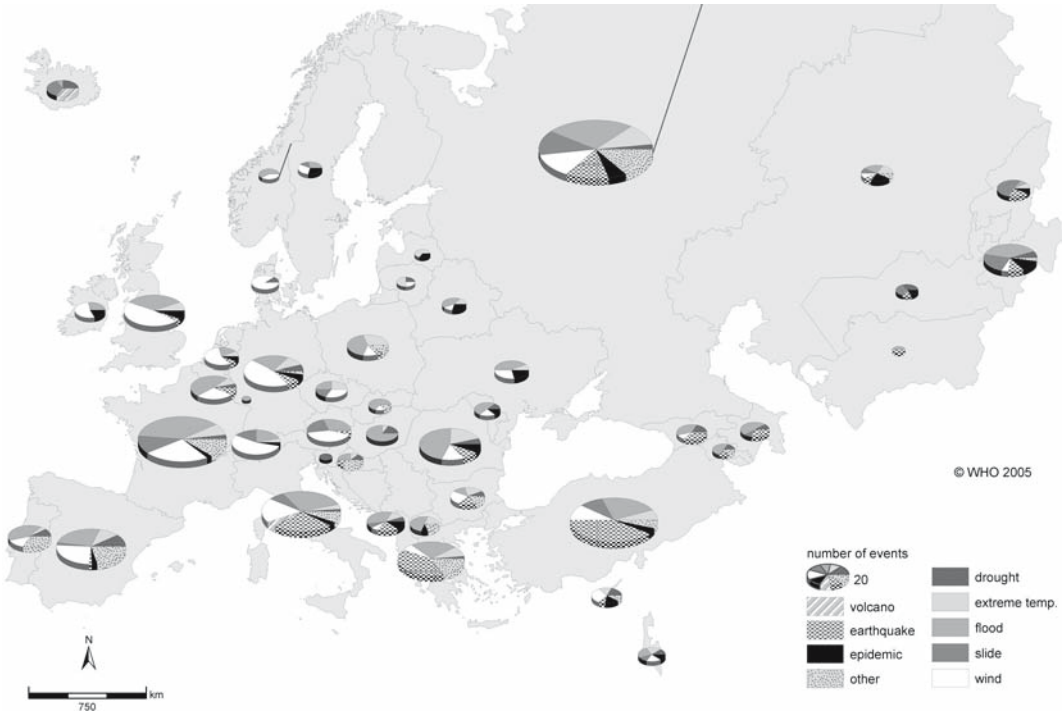 © WHO 2005
number of events
20
volcano
earthquake
epidemic
other
drought
extreme temp.
flood
slide
wind
N
km
750